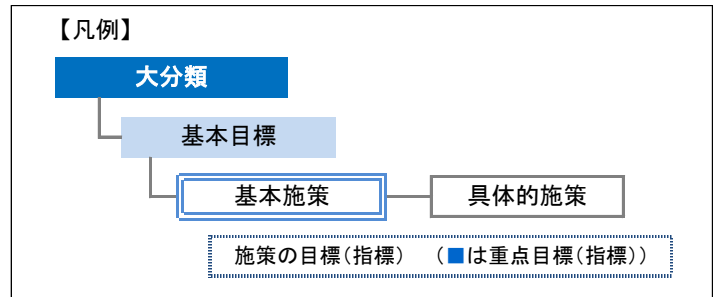 【凡例】
大分類
基本目標
基本施策 具体的施策
施策の目標(指標) (■は重点目標(指標))